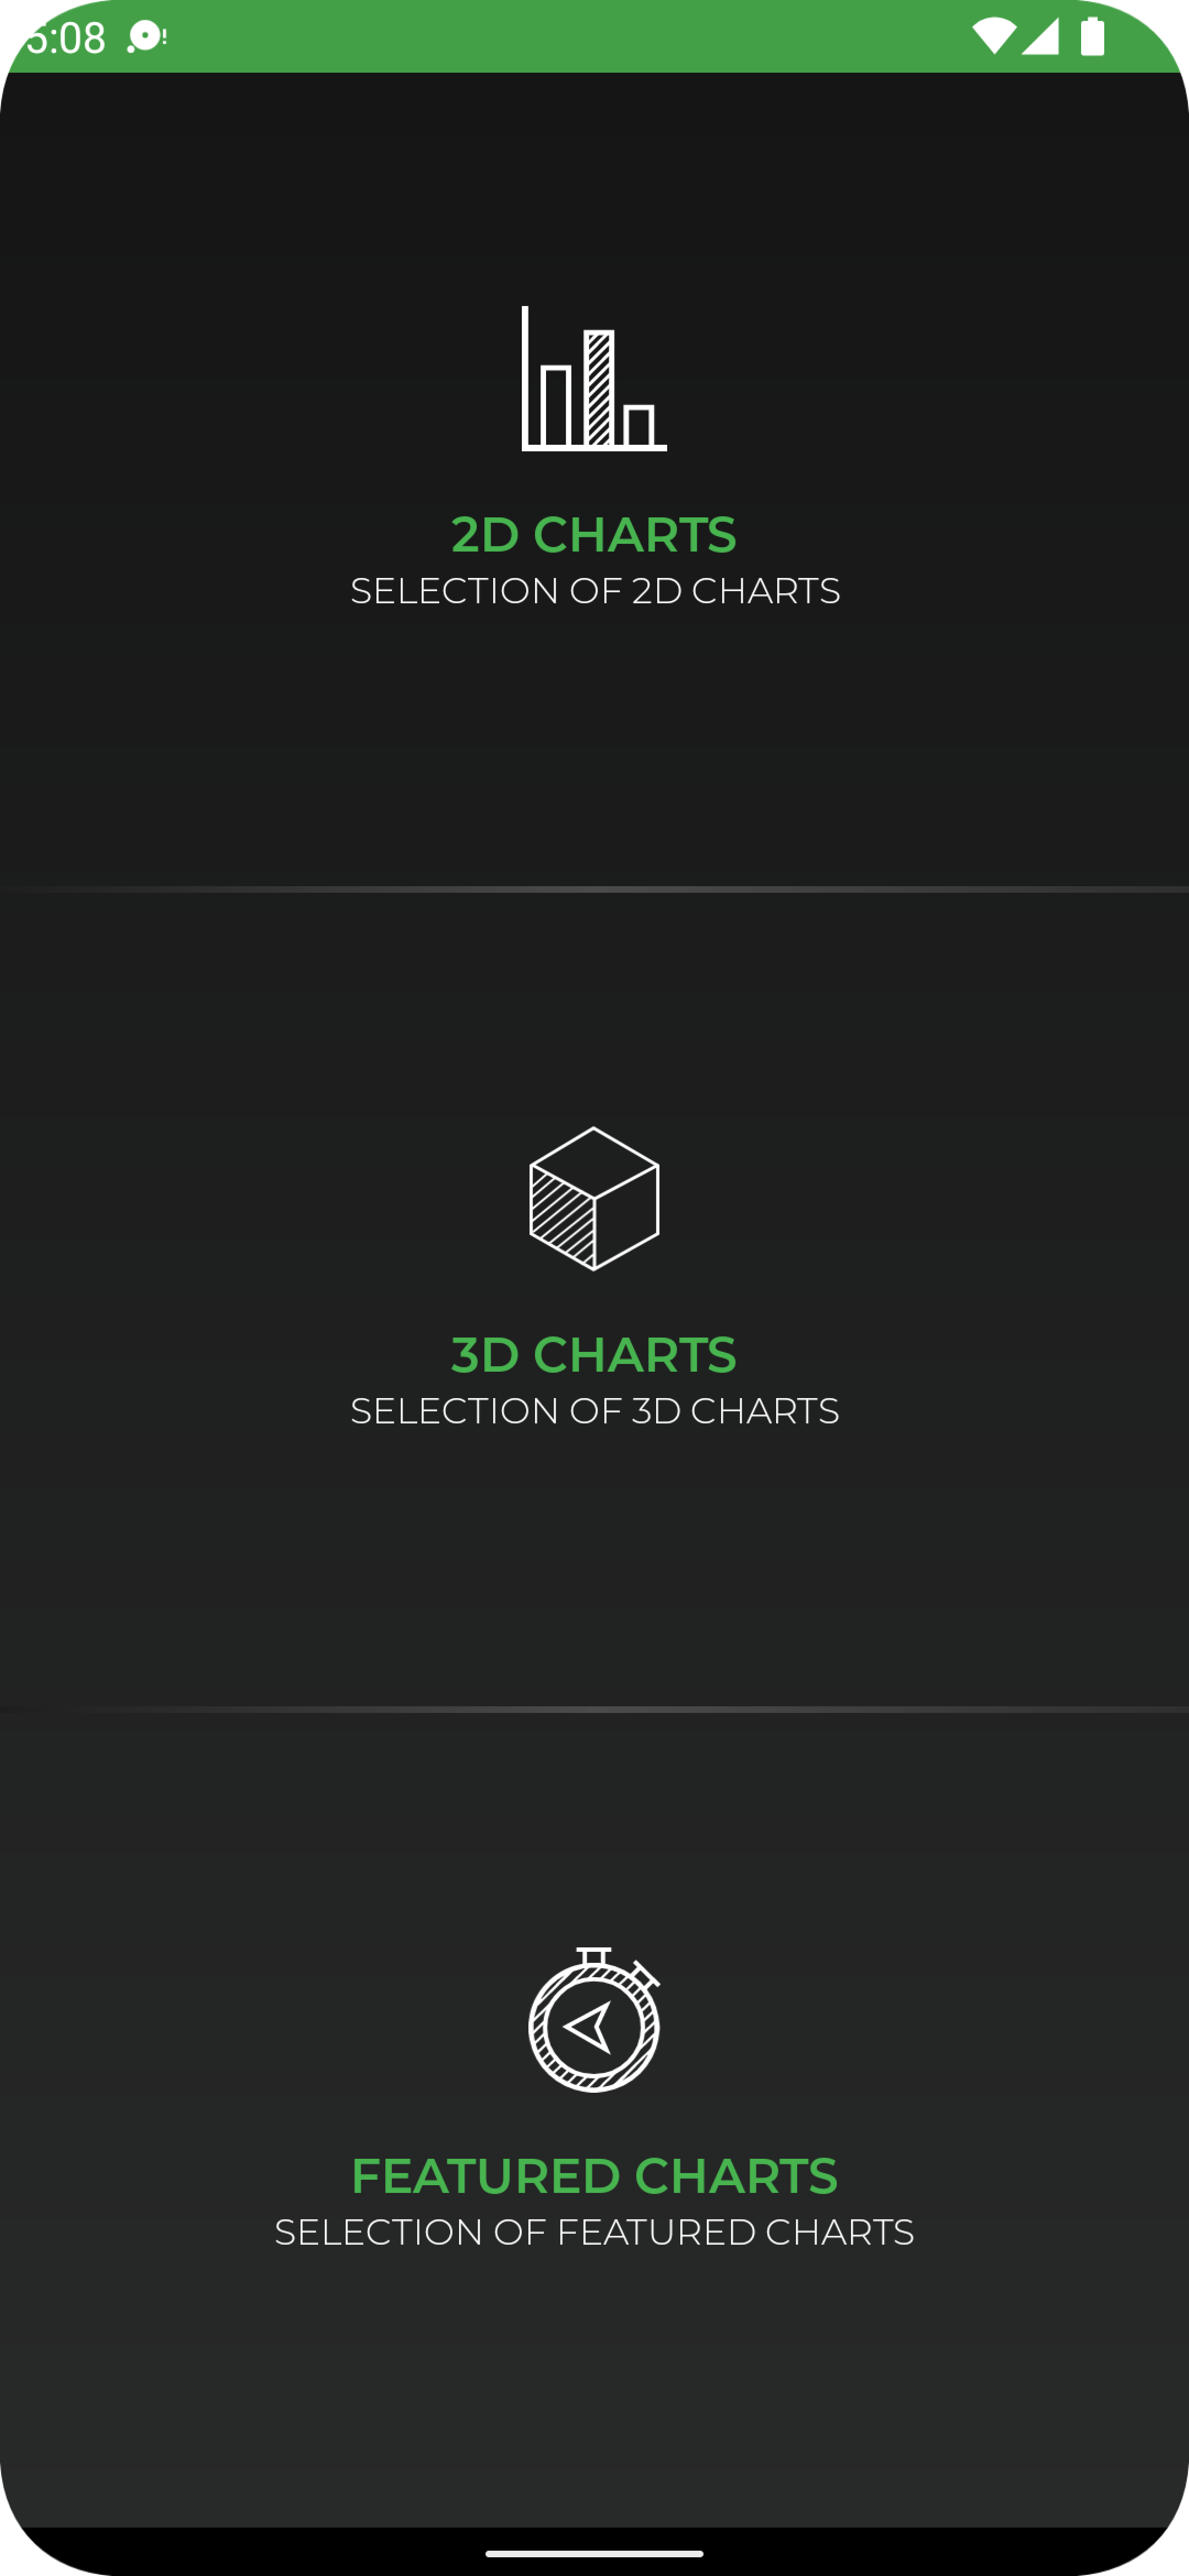 5:08
2D CHARTS
SELECTION OF 2D CHARTS
3D CHARTS
SELECTION OF 3D CHARTS
FEATURED CHARTS
SELECTION OF FEATURED CHARTS